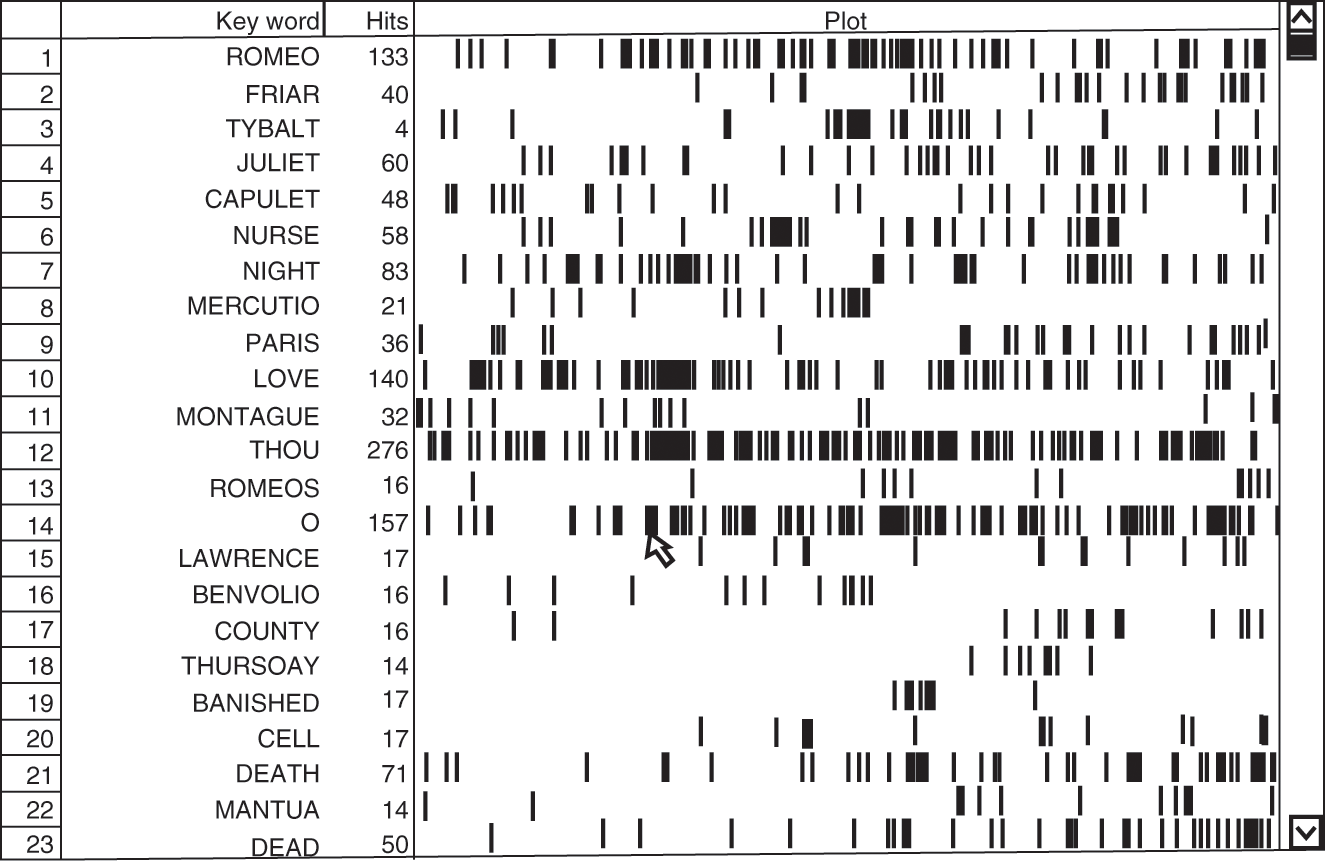 Key word Hits Plot
1 ROMEO 133
2 FRIAR 40
3 TYBALT 4
4 JULIET 60
5 CAPULET 48
6 NURSE 58
7 NIGHT 83
8 MERCUTIO 21
9 PARIS 36
10 LOVE 140
11 MONTAGUE 32
12 THOU 276
13 ROMEOS 16
14 O 157
15 LAWRENCE 17
16 BENVOLIO 16
17 COUNTY 16
18 THURSOAY 14
19 BANISHED 17
20 CELL 17
21 DEATH 71
22 MANTUA 14
23 DEAD 50